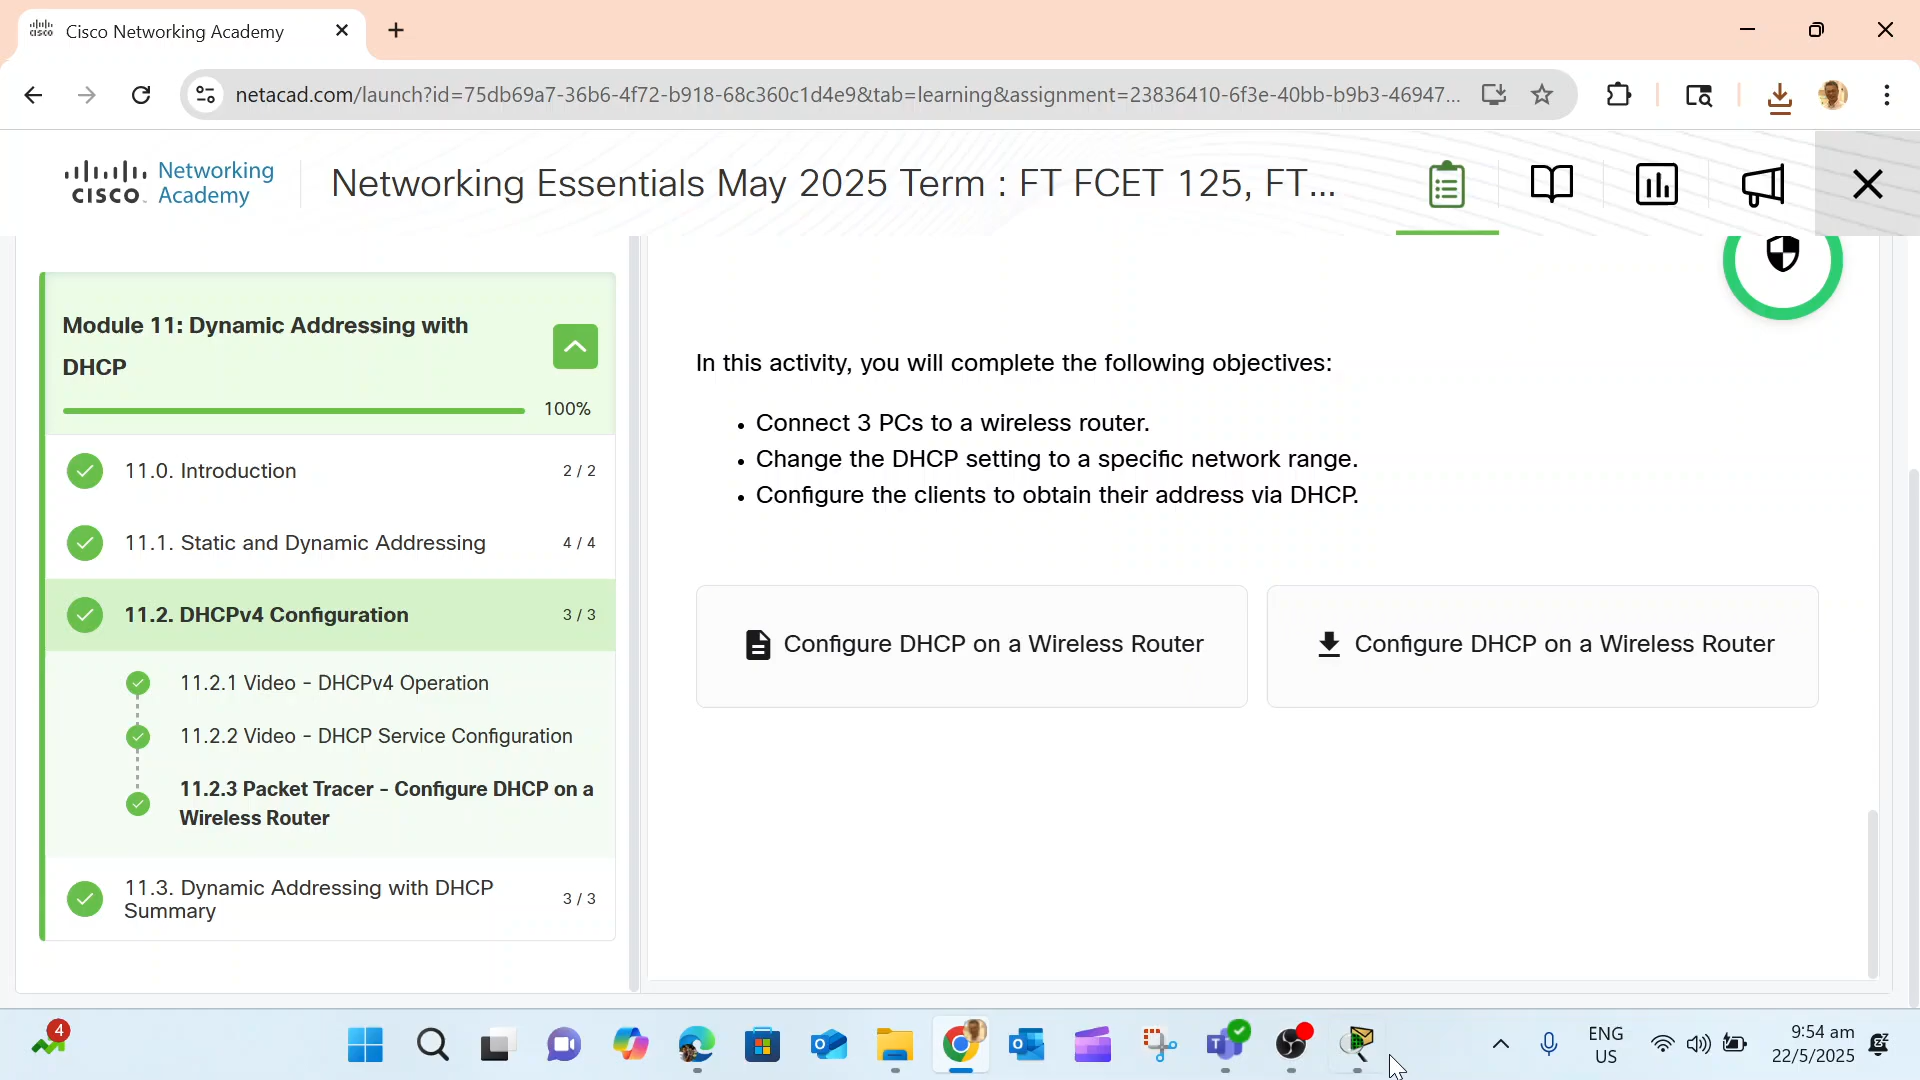 Cisco Networking Academy
netacad.com/launch?id=75db69a7-36b6-4f72-b918-68c360c1d4e9&tab=learning&assignment=23836410-6f3e-40bb-b9b3-46947...
CISCO Networking Academy
Networking Essentials May 2025 Term : FT FCET 125, FT...
Module 11: Dynamic Addressing with
DHCP
100%
11.0. Introduction 2 / 2
11.1. Static and Dynamic Addressing 4 / 4
11.2. DHCPv4 Configuration 3 / 3
11.2.1 Video - DHCPv4 Operation
11.2.2 Video - DHCP Service Configuration
11.2.3 Packet Tracer - Configure DHCP on a
Wireless Router
11.3. Dynamic Addressing with DHCP
Summary 3 / 3
In this activity, you will complete the following objectives:
• Connect 3 PCs to a wireless router.
• Change the DHCP setting to a specific network range.
• Configure the clients to obtain their address via DHCP.
Configure DHCP on a Wireless Router
Configure DHCP on a Wireless Router
4
ENG
US
9:54 am
22/5/2025